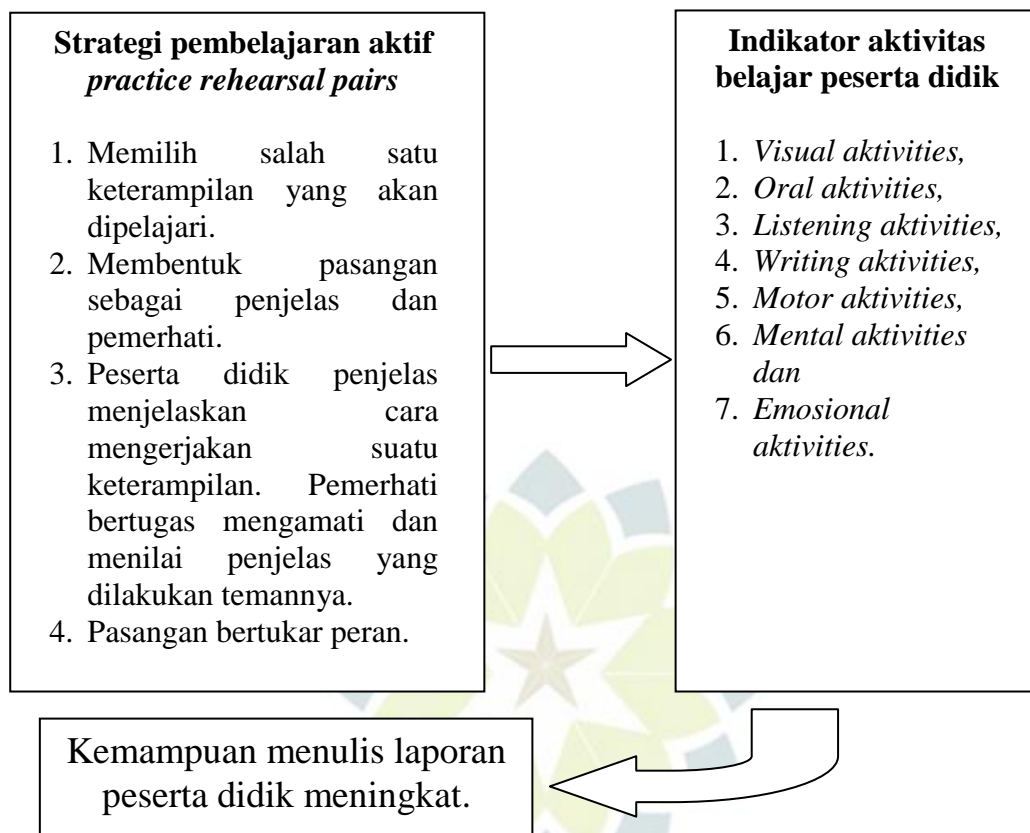 Strategi pembelajaran aktif
practice rehearsal pairs
1. Memilih salah satu
keterampilan yang akan
dipelajari.
2. Membentuk pasangan
sebagai penjelas dan
pemerhati.
3. Peserta didik penjelas
menjelaskan cara
mengerjakan suatu
keterampilan. Pemerhati
bertugas mengamati dan
menilai penjelas yang
dilakukan temannya.
4. Pasangan bertukar peran.
Indikator aktivitas
belajar peserta didik
1. Visual aktivities,
2. Oral aktivities,
3. Listening aktivities,
4. Writing aktivities,
5. Motor aktivities,
6. Mental aktivities
dan
7. Emosional
aktivities.
Kemampuan menulis laporan
peserta didik meningkat.